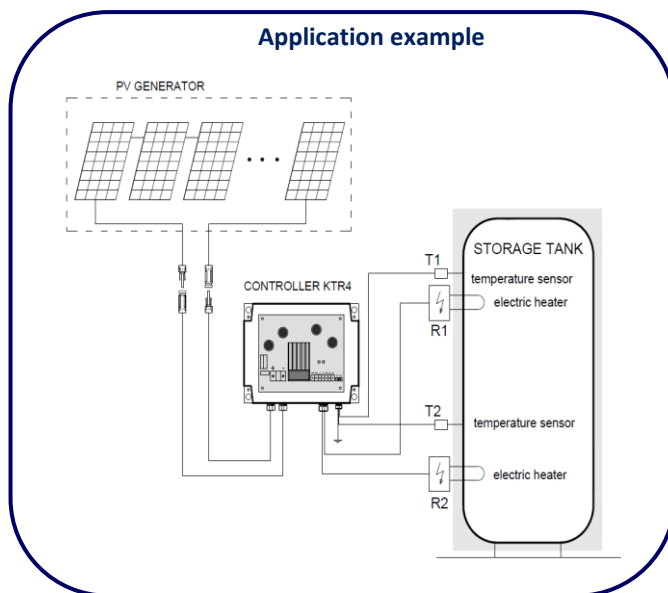 Application example
PV GENERATOR
STORAGE TANK
T1
temperature sensor
CONTROLLER KTR4
electric heater
R1
T2
temperature sensor
electric heater
R2